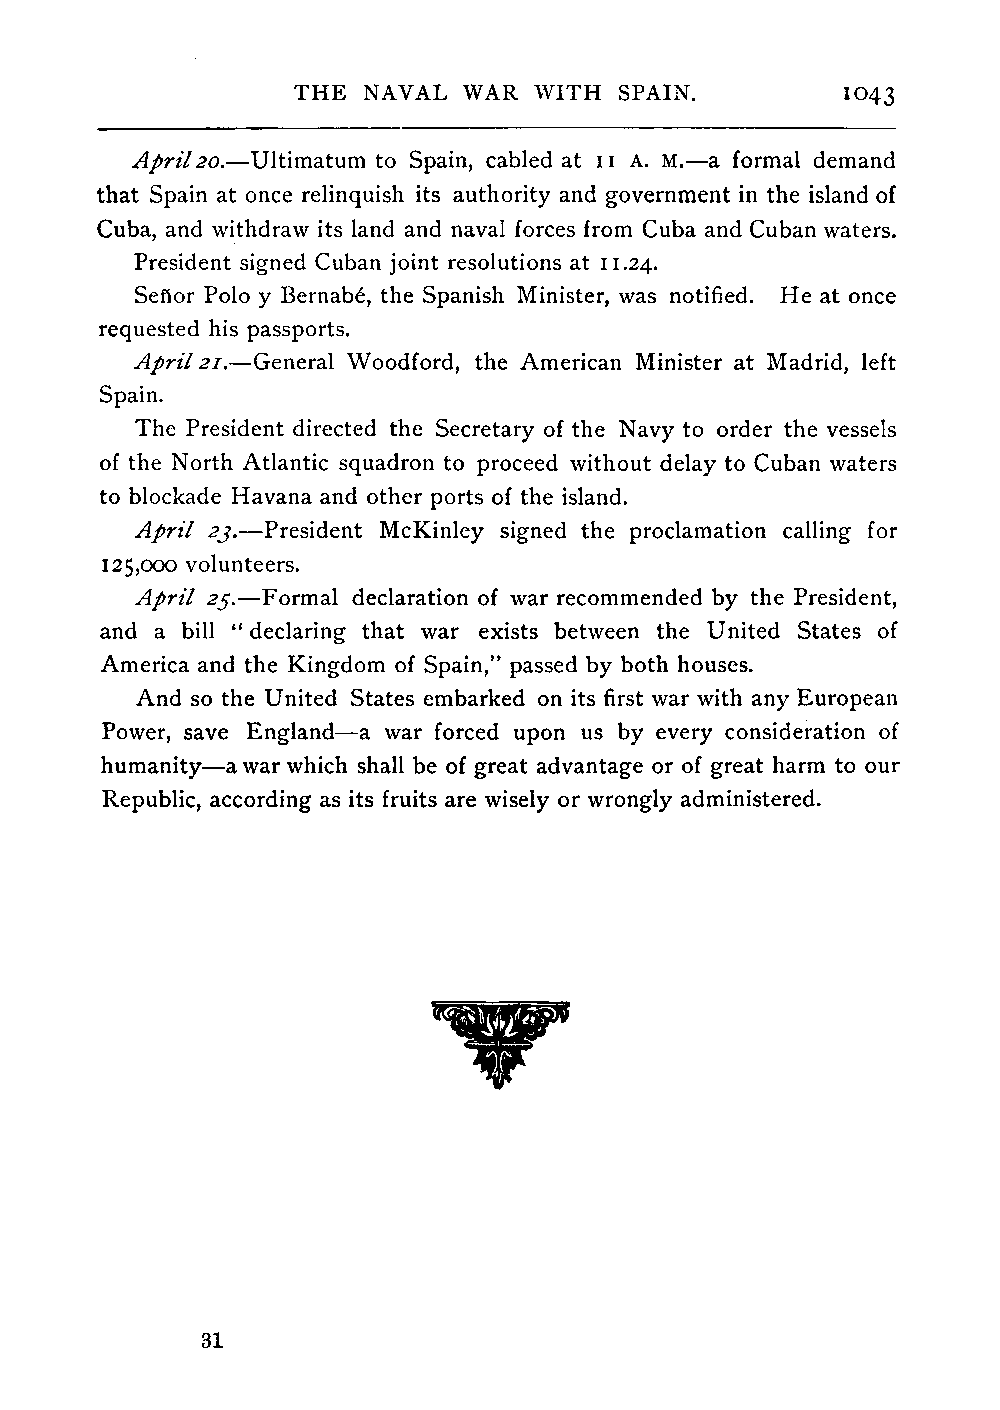 THE NAVAL WAR WITH SPAIN. 1043
April 20.—Ultimatum to Spain, cabled at 11 A. M.—a formal demand
that Spain at once relinquish its authority and government in the island of
Cuba, and withdraw its land and naval forces from Cuba and Cuban waters.
President signed Cuban joint resolutions at 11.24.
Señor Polo y Bernabé, the Spanish Minister, was notified. He at once
requested his passports.
April 21.—General Woodford, the American Minister at Madrid, left
Spain.
The President directed the Secretary of the Navy to order the vessels
of the North Atlantic squadron to proceed without delay to Cuban waters
to blockade Havana and other ports of the island.
April 23.—President McKinley signed the proclamation calling for
125,000 volunteers.
April 25.—Formal declaration of war recommended by the President,
and a bill “declaring that war exists between the United States of
America and the Kingdom of Spain,” passed by both houses.
And so the United States embarked on its first war with any European
Power, save England—a war forced upon us by every consideration of
humanity—a war which shall be of great advantage or of great harm to our
Republic, according as its fruits are wisely or wrongly administered.
31